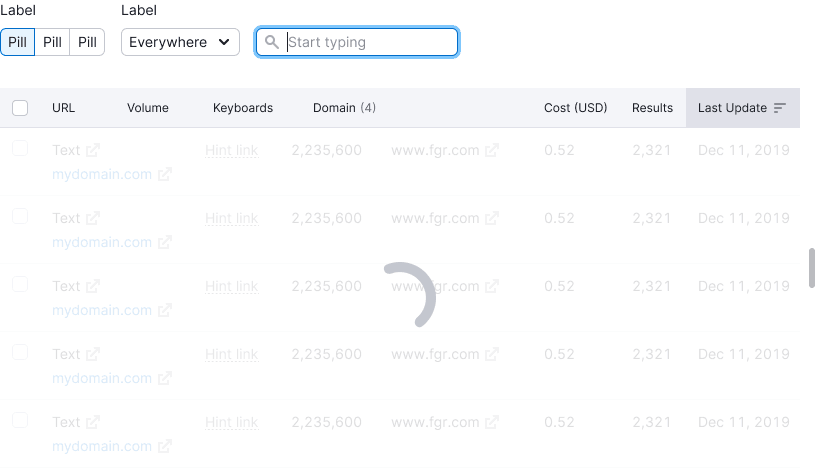 Label Label
Pill Pill Pill Everywhere Start typing
URL Volume Keyboards Domain (4) Cost (USD) Results Last Update
Text Hint link 2,235,600 www.fgr.com 0.52 2,321 Dec 11, 2019
mydomain.com
Text Hint link 2,235,600 www.fgr.com 0.52 2,321 Dec 11, 2019
mydomain.com
Text Hint link 2,235,600 www.fgr.com 0.52 2,321 Dec 11, 2019
mydomain.com
Text Hint link 2,235,600 www.fgr.com 0.52 2,321 Dec 11, 2019
mydomain.com
Text Hint link 2,235,600 www.fgr.com 0.52 2,321 Dec 11, 2019
mydomain.com